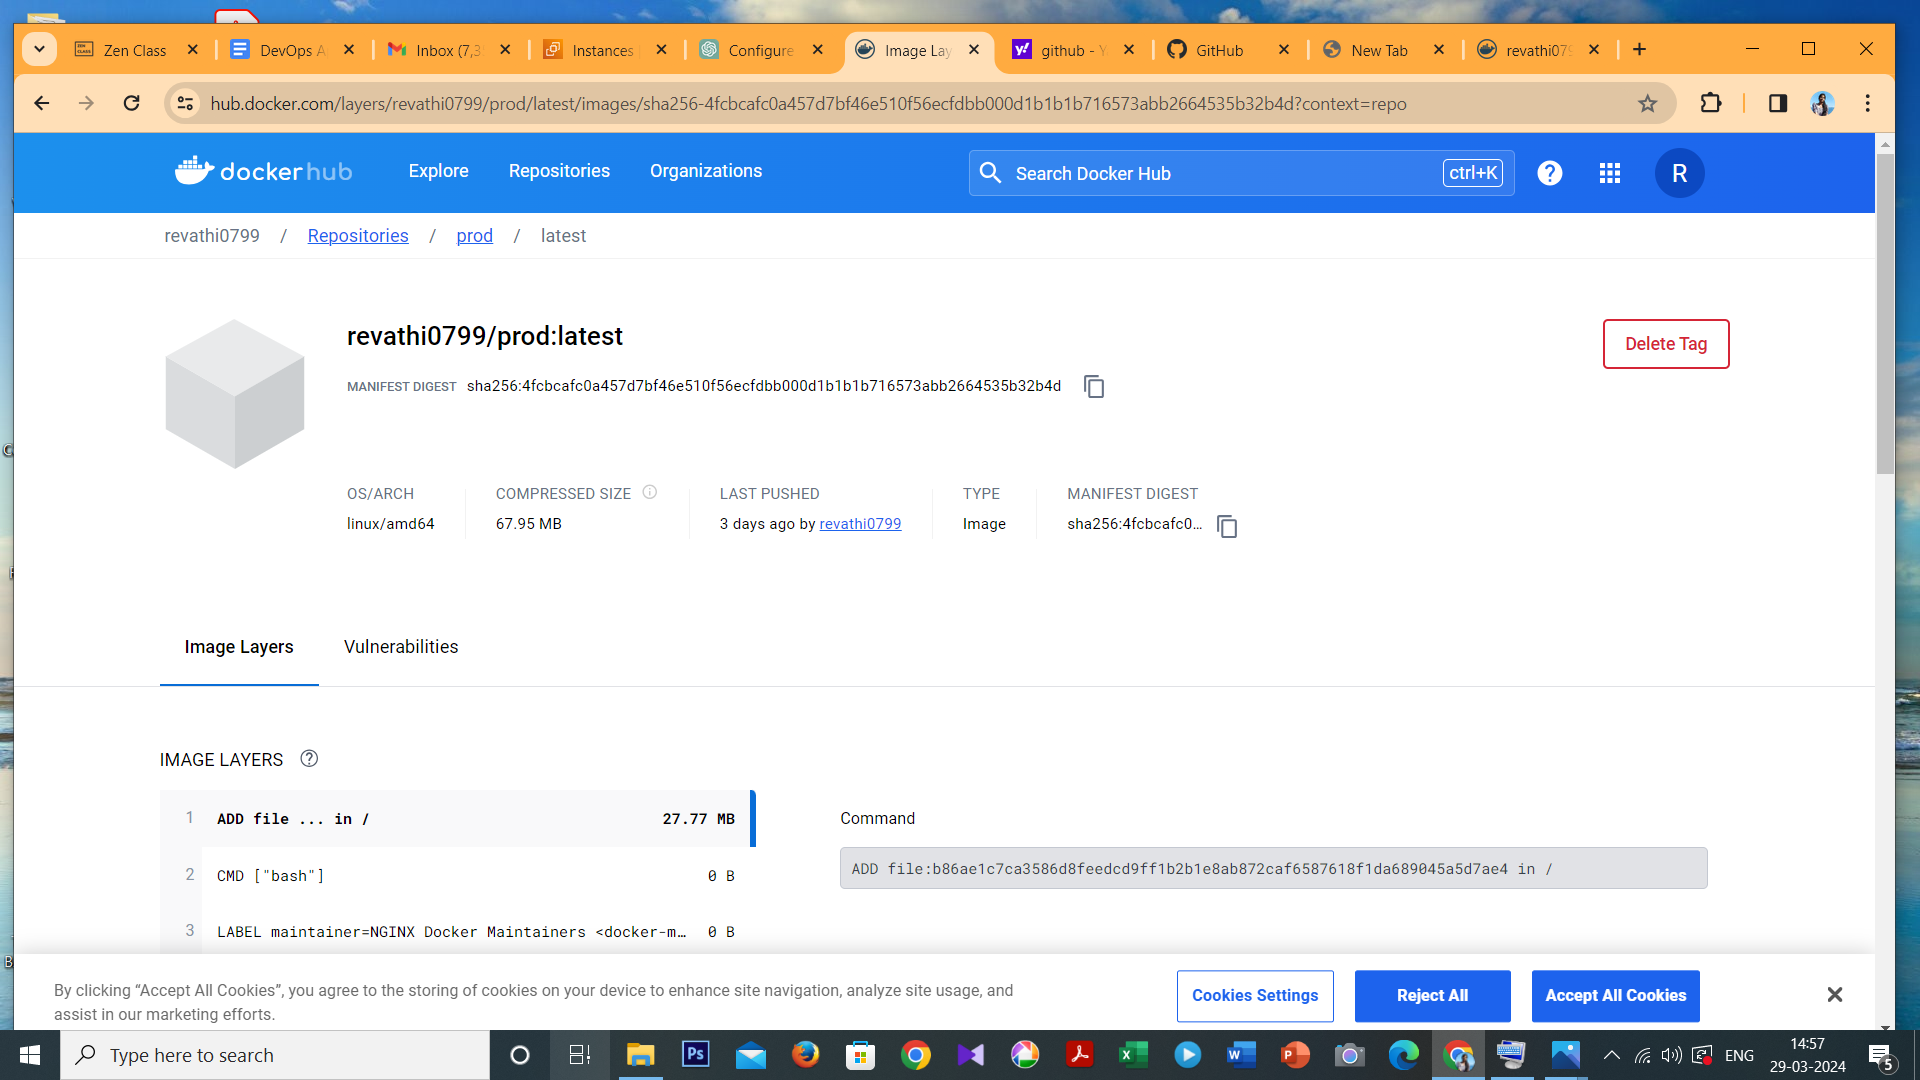 Zen Class
DevOps A
Inbox (7,3
Instances
Configure
Image Lay
github - Y
GitHub
New Tab
revathi079
hub.docker.com/layers/revathi0799/prod/latest/images/sha256-4fcbcafc0a457d7bf46e510f56ecfdbb000d1b1b1b716573abb2664535b32b4d?context=repo
dockerhub
Explore
Repositories
Organizations
Search Docker Hub
ctrl+K
R
revathi0799 / Repositories / prod / latest
revathi0799/prod:latest
Delete Tag
MANIFEST DIGEST sha256:4fcbcafc0a457d7bf46e510f56ecfdbb000d1b1b1b716573abb2664535b32b4d
OS/ARCH
linux/amd64
COMPRESSED SIZE
67.95 MB
LAST PUSHED
3 days ago by revathi0799
TYPE
Image
MANIFEST DIGEST
sha256:4fcbcafc0...
Image Layers
Vulnerabilities
IMAGE LAYERS
1 ADD file ... in / 27.77 MB
2 CMD ["bash"] 0 B
3 LABEL maintainer=NGINX Docker Maintainers <docker-m... 0 B
Command
ADD file:b86ae1c7ca3586d8feedcd9ff1b2b1e8ab872caf6587618f1da689045a5d7ae4 in /
By clicking “Accept All Cookies”, you agree to the storing of cookies on your device to enhance site navigation, analyze site usage, and
assist in our marketing efforts.
Cookies Settings
Reject All
Accept All Cookies
Type here to search
Ps
ENG
14:57
29-03-2024
5